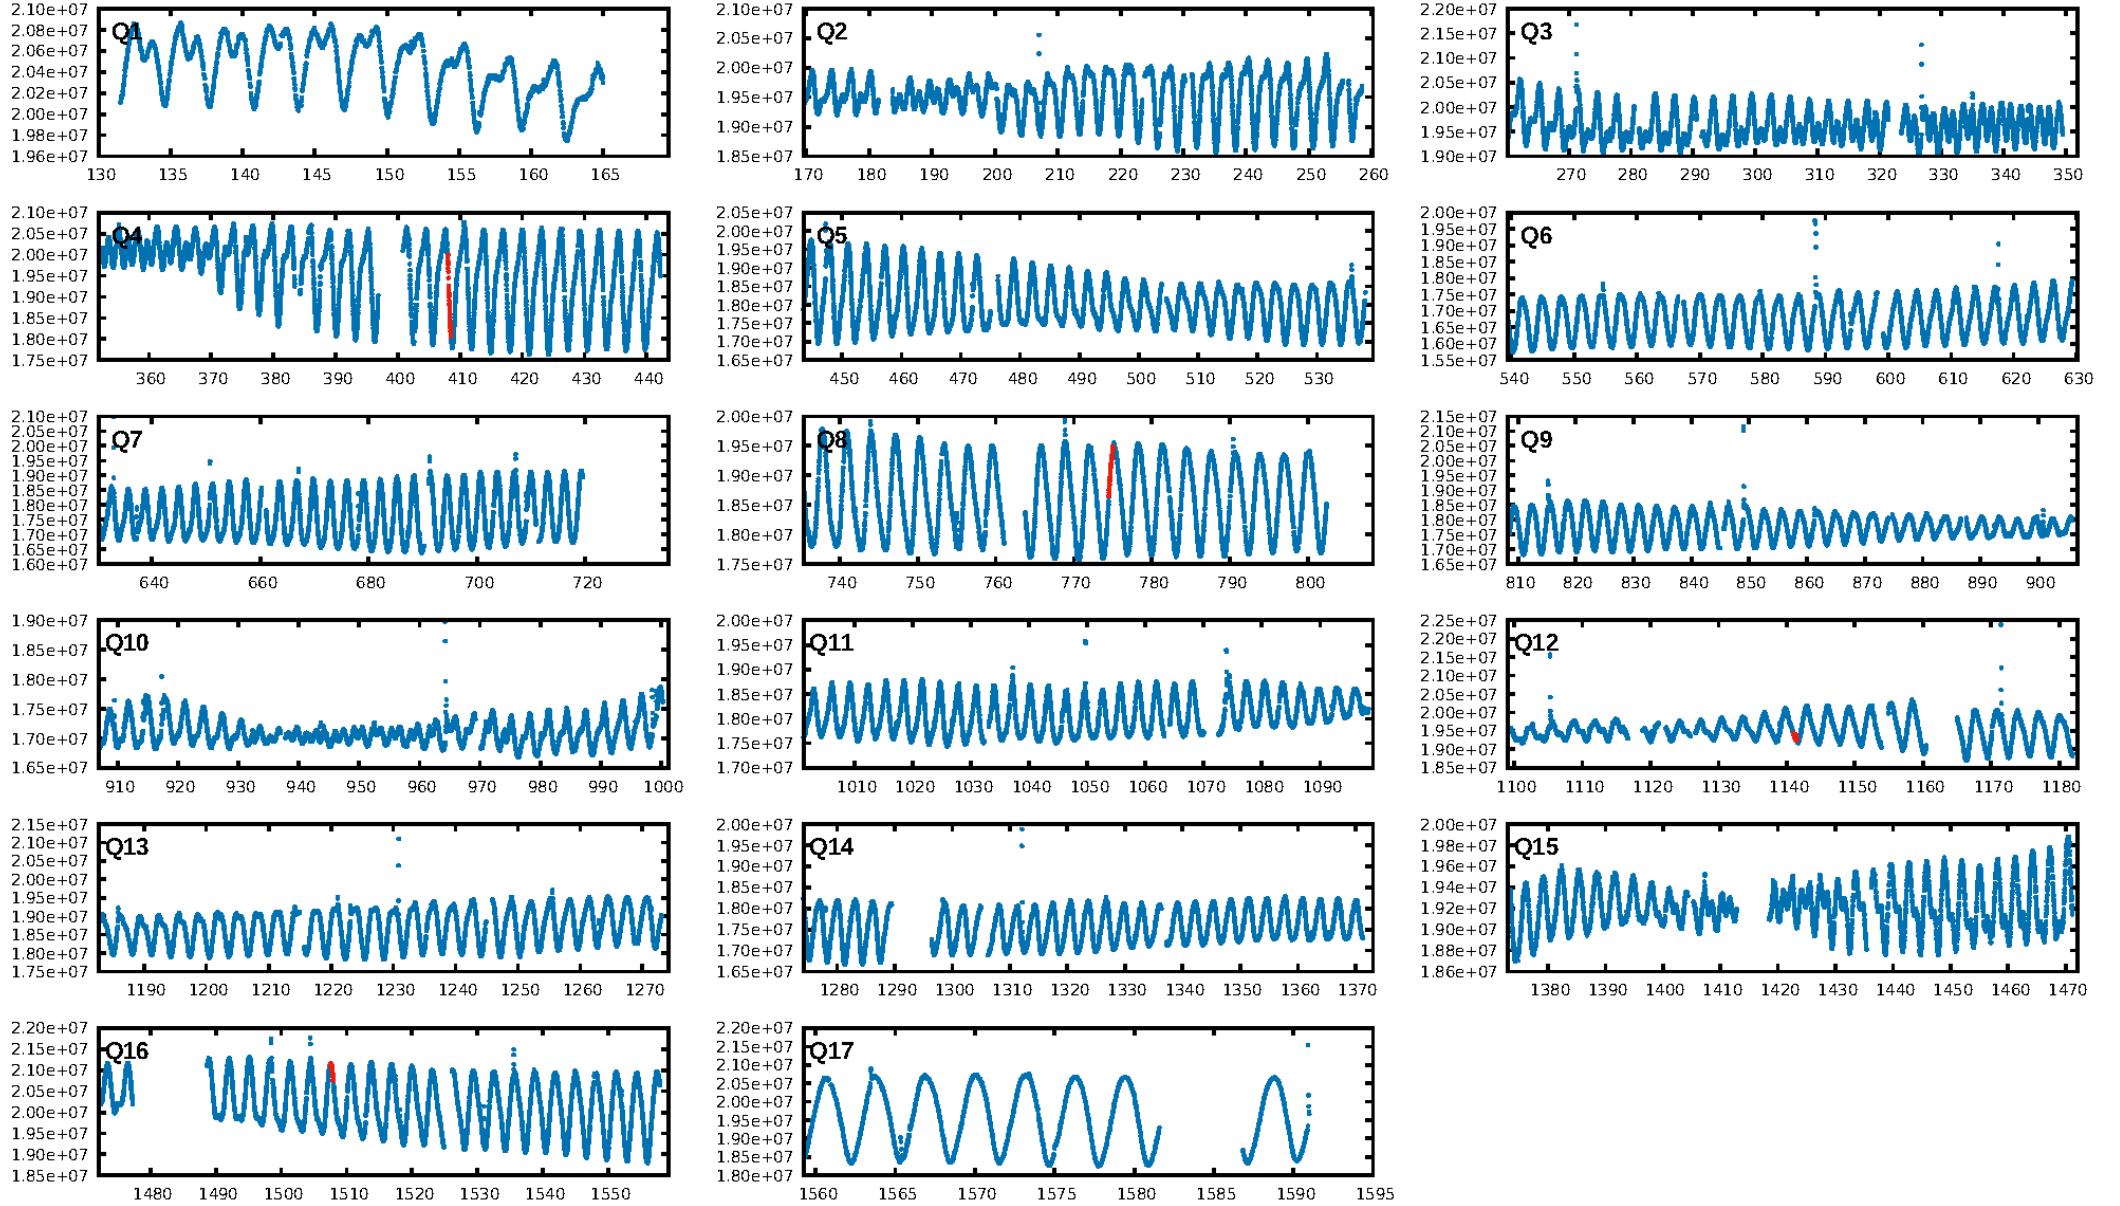 Q1
2.10e+07
2.08e+07
2.06e+07
2.04e+07
2.02e+07
2.00e+07
1.98e+07
1.96e+07
130 135 140 145 150 155 160 165
Q2
2.10e+07
2.05e+07
2.00e+07
1.95e+07
1.90e+07
1.85e+07
170 180 190 200 210 220 230 240 250 260
Q3
2.20e+07
2.15e+07
2.10e+07
2.05e+07
2.00e+07
1.95e+07
1.90e+07
270 280 290 300 310 320 330 340 350
Q4
2.10e+07
2.05e+07
2.00e+07
1.95e+07
1.90e+07
1.85e+07
1.80e+07
1.75e+07
360 370 380 390 400 410 420 430 440
Q5
2.05e+07
2.00e+07
1.95e+07
1.90e+07
1.85e+07
1.80e+07
1.75e+07
1.70e+07
1.65e+07
450 460 470 480 490 500 510 520 530
Q6
2.00e+07
1.95e+07
1.90e+07
1.85e+07
1.80e+07
1.75e+07
1.70e+07
1.65e+07
1.60e+07
1.55e+07
540 550 560 570 580 590 600 610 620 630
Q7
2.10e+07
2.05e+07
2.00e+07
1.95e+07
1.90e+07
1.85e+07
1.80e+07
1.75e+07
1.70e+07
1.65e+07
1.60e+07
640 660 680 700 720
Q8
2.00e+07
1.95e+07
1.90e+07
1.85e+07
1.80e+07
1.75e+07
740 750 760 770 780 790 800
Q9
2.15e+07
2.10e+07
2.05e+07
2.00e+07
1.95e+07
1.90e+07
1.85e+07
1.80e+07
1.75e+07
1.70e+07
1.65e+07
810 820 830 840 850 860 870 880 890 900
Q10
1.90e+07
1.85e+07
1.80e+07
1.75e+07
1.70e+07
1.65e+07
910 920 930 940 950 960 970 980 990 1000
Q11
2.00e+07
1.95e+07
1.90e+07
1.85e+07
1.80e+07
1.75e+07
1.70e+07
1010 1020 1030 1040 1050 1060 1070 1080 1090
Q12
2.25e+07
2.20e+07
2.15e+07
2.10e+07
2.05e+07
2.00e+07
1.95e+07
1.90e+07
1.85e+07
1100 1110 1120 1130 1140 1150 1160 1170 1180
Q13
2.15e+07
2.10e+07
2.05e+07
2.00e+07
1.95e+07
1.90e+07
1.85e+07
1.80e+07
1.75e+07
1190 1200 1210 1220 1230 1240 1250 1260 1270
Q14
2.00e+07
1.95e+07
1.90e+07
1.85e+07
1.80e+07
1.75e+07
1.70e+07
1.65e+07
1280 1290 1300 1310 1320 1330 1340 1350 1360 1370
Q15
2.00e+07
1.98e+07
1.96e+07
1.94e+07
1.92e+07
1.90e+07
1.88e+07
1.86e+07
1380 1390 1400 1410 1420 1430 1440 1450 1460 1470
Q16
2.20e+07
2.15e+07
2.10e+07
2.05e+07
2.00e+07
1.95e+07
1.90e+07
1.85e+07
1480 1490 1500 1510 1520 1530 1540 1550
Q17
2.20e+07
2.15e+07
2.10e+07
2.05e+07
2.00e+07
1.95e+07
1.90e+07
1.85e+07
1.80e+07
1560 1565 1570 1575 1580 1585 1590 1595